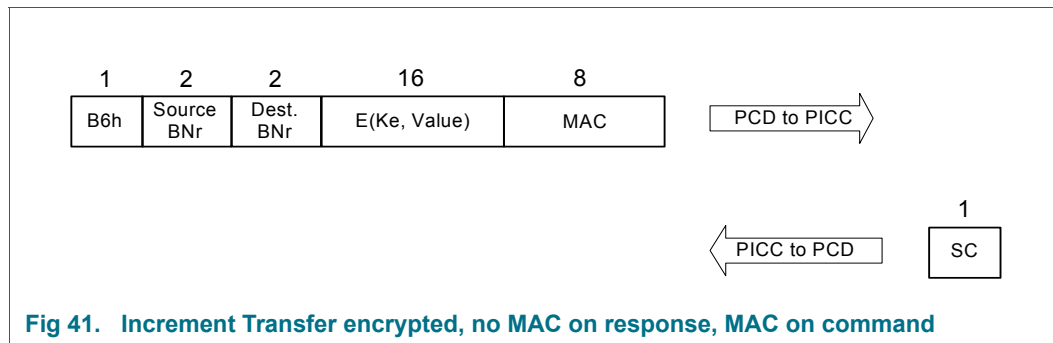 1 2 2 16 8
B6h Source BNr Dest. BNr E(Ke, Value) MAC PCD to PICC
1
PICC to PCD SC
Fig 41. Increment Transfer encrypted, no MAC on response, MAC on command